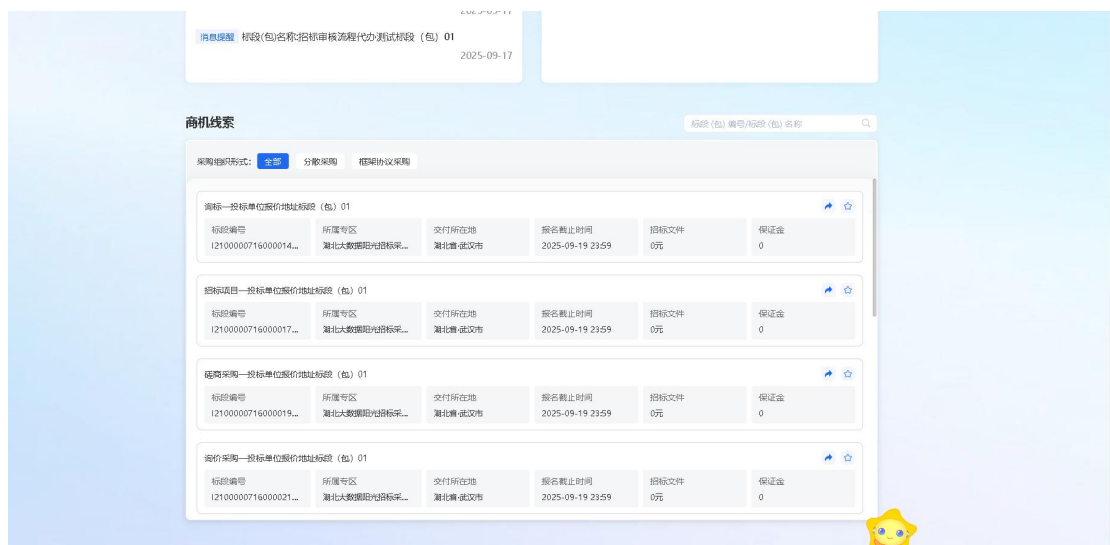 消息提醒 标段(包)名称:招标审核流程代办测试标段（包）01
2025-09-17
商机线索
标段 (包) 编号/标段 (包) 名称
采购组织形式: 全部 分散采购 框架协议采购
询标—投标单位报价地址标段（包）01
标段编号 所属专区 交付所在地 报名截止时间 招标文件 保证金
I2100000716000014... 湖北大数据阳光招标采... 湖北省·武汉市 2025-09-19 23:59 0元 0
招标项目—投标单位报价地址标段（包）01
标段编号 所属专区 交付所在地 报名截止时间 招标文件 保证金
I2100000716000017... 湖北大数据阳光招标采... 湖北省·武汉市 2025-09-19 23:59 0元 0
磋商采购—投标单位报价地址标段（包）01
标段编号 所属专区 交付所在地 报名截止时间 招标文件 保证金
I2100000716000019... 湖北大数据阳光招标采... 湖北省·武汉市 2025-09-19 23:59 0元 0
询价采购—投标单位报价地址标段（包）01
标段编号 所属专区 交付所在地 报名截止时间 招标文件 保证金
I2100000716000021... 湖北大数据阳光招标采... 湖北省·武汉市 2025-09-19 23:59 0元 0